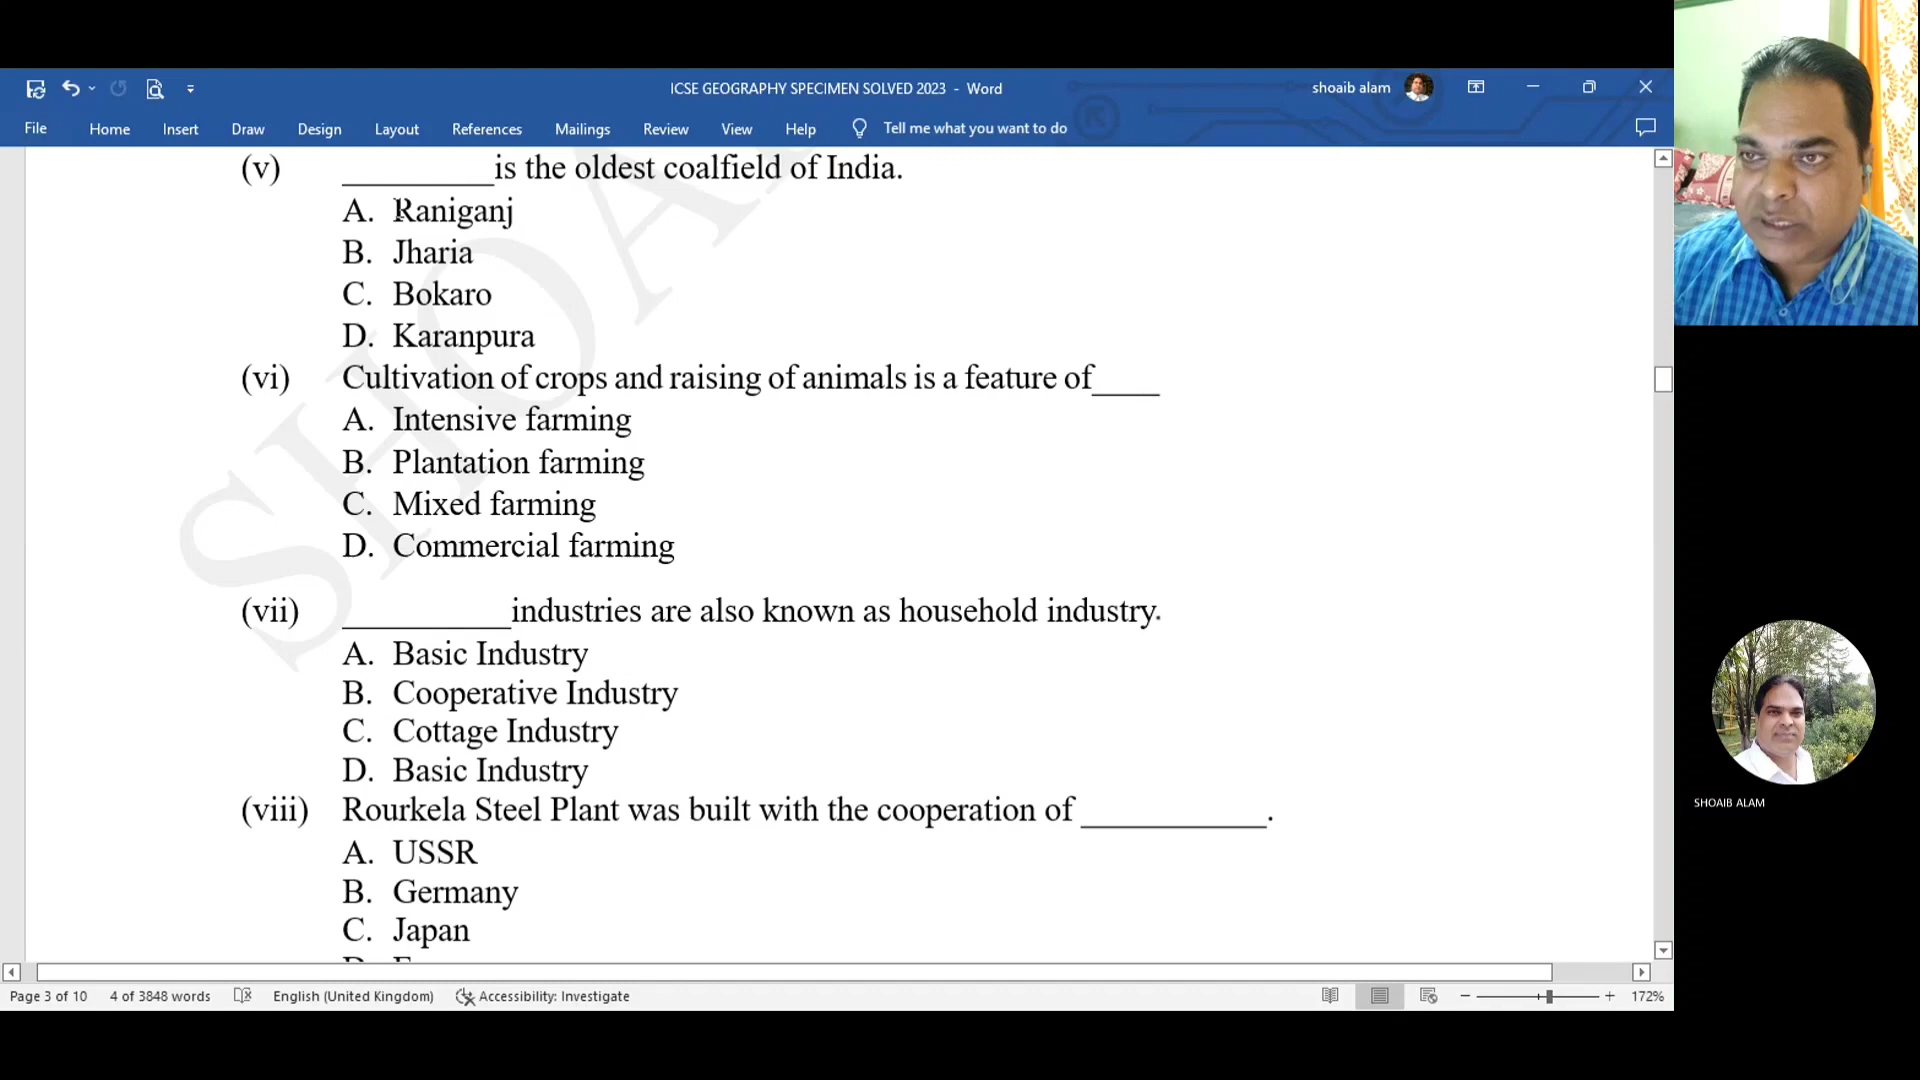 ICSE GEOGRAPHY SPECIMEN SOLVED 2023 - Word
shoaib alam
File Home Insert Draw Design Layout References Mailings Review View Help Tell me what you want to do
(v) _________is the oldest coalfield of India.
A. Raniganj
B. Jharia
C. Bokaro
D. Karanpura
(vi) Cultivation of crops and raising of animals is a feature of____
A. Intensive farming
B. Plantation farming
C. Mixed farming
D. Commercial farming
(vii) __________industries are also known as household industry.
A. Basic Industry
B. Cooperative Industry
C. Cottage Industry
D. Basic Industry
(viii) Rourkela Steel Plant was built with the cooperation of ___________.
A. USSR
B. Germany
C. Japan
SHOA
SHOAIB ALAM
Page 3 of 10 4 of 3848 words English (United Kingdom) Accessibility: Investigate 172%